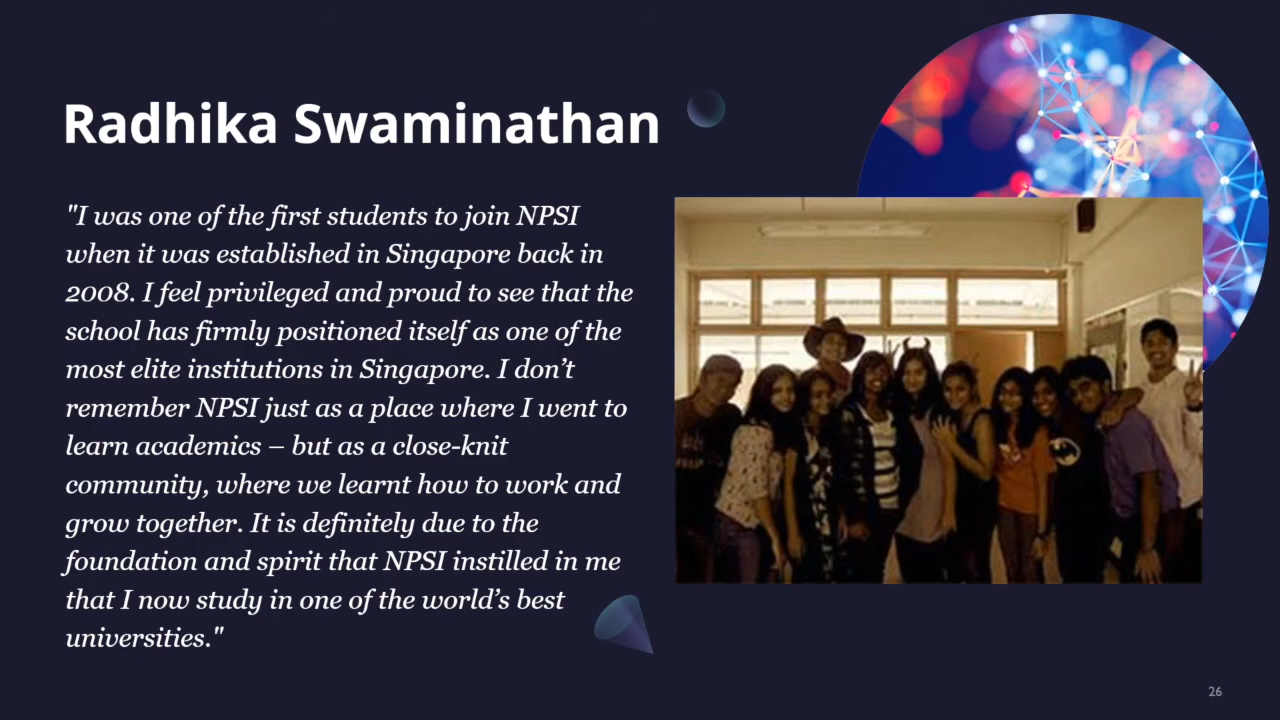 Radhika Swaminathan
"I was one of the first students to join NPSI
when it was established in Singapore back in
2008. I feel privileged and proud to see that the
school has firmly positioned itself as one of the
most elite institutions in Singapore. I don’t
remember NPSI just as a place where I went to
learn academics – but as a close-knit
community, where we learnt how to work and
grow together. It is definitely due to the
foundation and spirit that NPSI instilled in me
that I now study in one of the world’s best
universities."
26